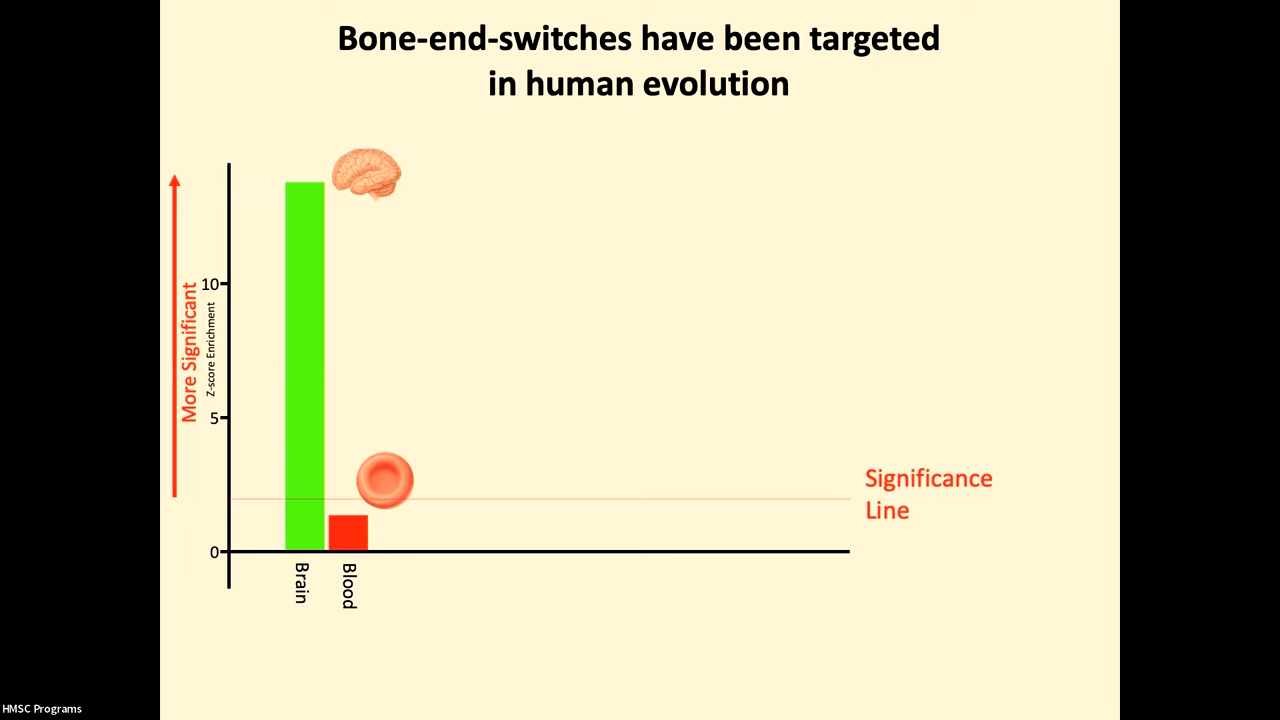 Bone-end-switches have been targeted
in human evolution
More Significant
Z-score Enrichment
10
5
0
Significance
Line
Brain
Blood
HMSC Programs